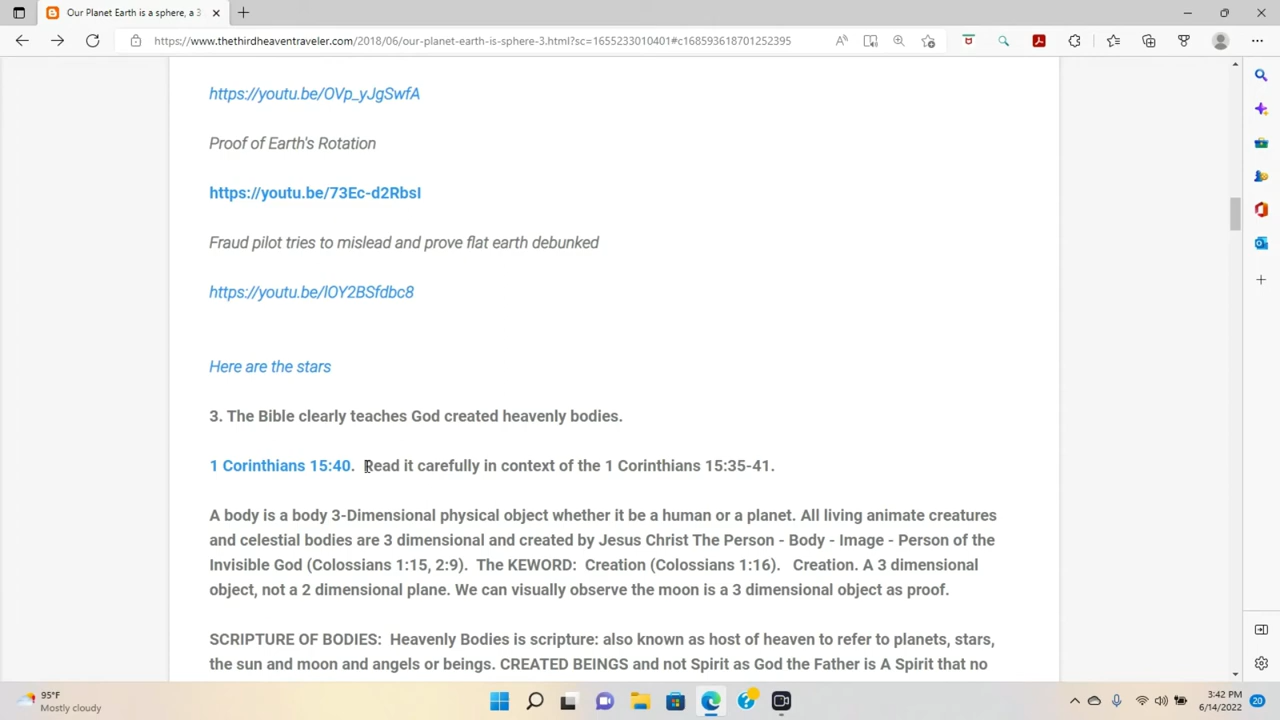 Our Planet Earth is a sphere, a 3
https://www.thethirdheaventraveler.com/2018/06/our-planet-earth-is-sphere-3.html?sc=1655233010401#c168593618701252395
https://youtu.be/OVp_yJgSwfA
Proof of Earth's Rotation
https://youtu.be/73Ec-d2RbsI
Fraud pilot tries to mislead and prove flat earth debunked
https://youtu.be/lOY2BSfdbc8
Here are the stars
3. The Bible clearly teaches God created heavenly bodies.
1 Corinthians 15:40. Read it carefully in context of the 1 Corinthians 15:35-41.
A body is a body 3-Dimensional physical object whether it be a human or a planet. All living animate creatures
and celestial bodies are 3 dimensional and created by Jesus Christ The Person - Body - Image - Person of the
Invisible God (Colossians 1:15, 2:9). The KEWORD: Creation (Colossians 1:16). Creation. A 3 dimensional
object, not a 2 dimensional plane. We can visually observe the moon is a 3 dimensional object as proof.
SCRIPTURE OF BODIES: Heavenly Bodies is scripture: also known as host of heaven to refer to planets, stars,
the sun and moon and angels or beings. CREATED BEINGS and not Spirit as God the Father is A Spirit that no
95°F
Mostly cloudy
3:42 PM
6/14/2022
20